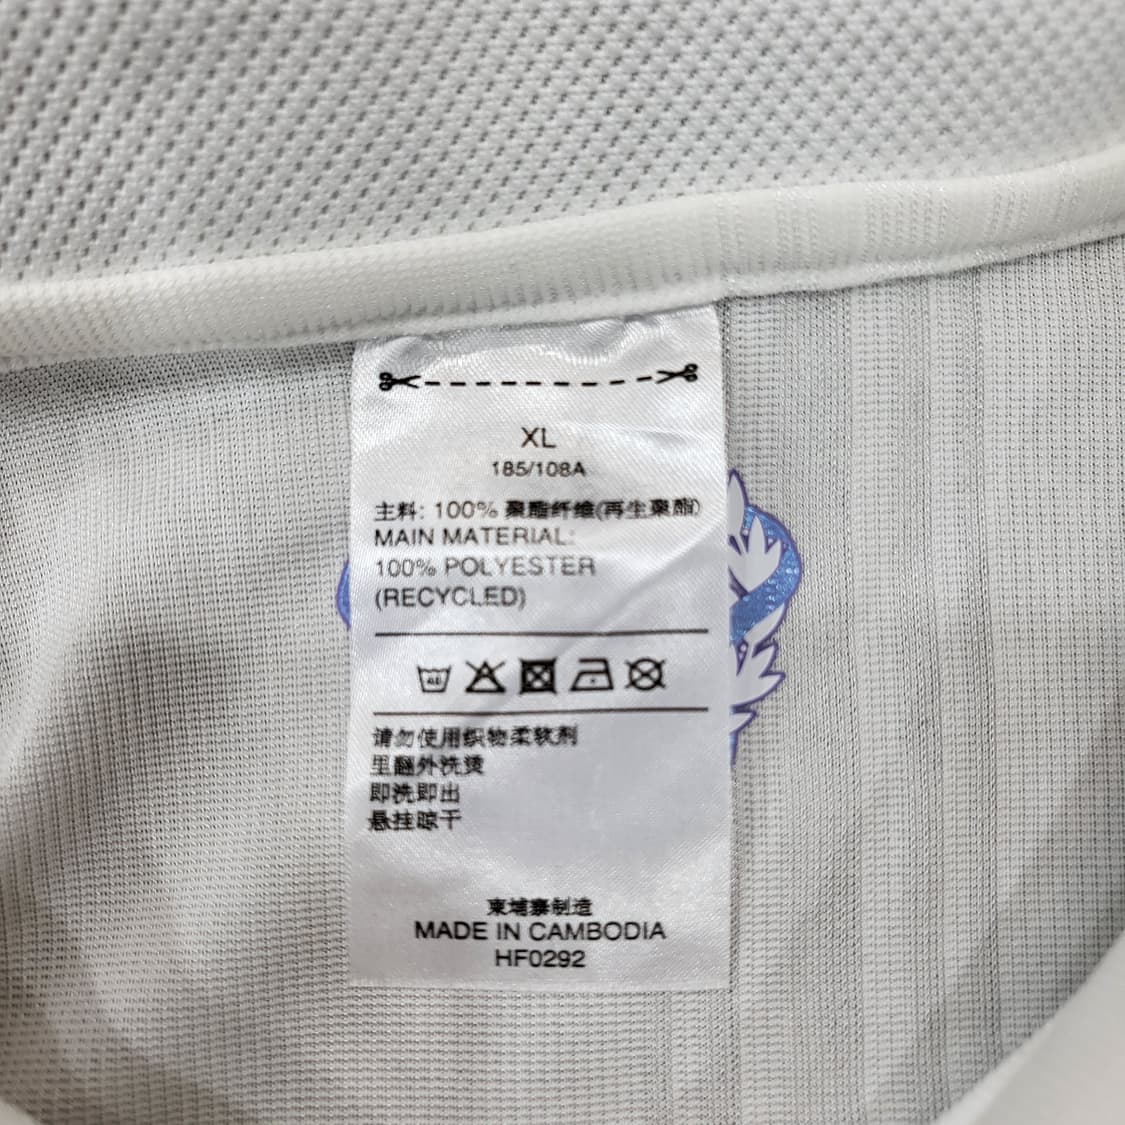 XL
185/108A
主料: 100% 聚酯纤维(再生聚酯)
MAIN MATERIAL:
100% POLYESTER
(RECYCLED)
请勿使用织物柔软剂
里翻外洗烫
即洗即出
悬挂晾干
柬埔寨制造
MADE IN CAMBODIA
HF0292